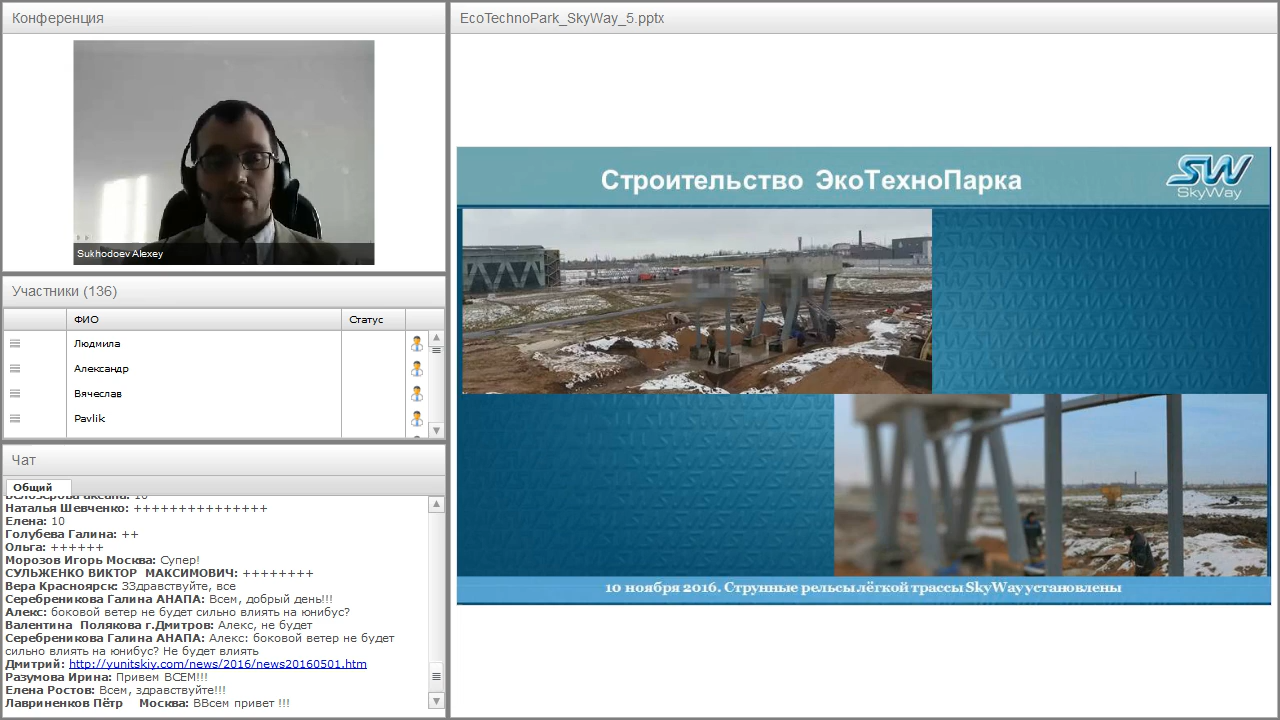 Конференция
Sukhodoev Alexey
Участники (136)
ФИО
Статус
Людмила
Александр
Вячеслав
Pavlik
Чат
Общий
Наталья Шевченко: +++++++++++++++
Елена: 10
Голубева Галина: ++
Ольга: ++++++
Морозов Игорь Москва: Супер!
СУЛЬЖЕНКО ВИКТОР МАКСИМОВИЧ: ++++++++
Вера Красноярск: ЗЗдравствуйте, все
Серебреникова Галина АНАПА: Всем, добрый день!!!
Алекс: боковой ветер не будет сильно влиять на юнибус?
Валентина Полякова г.Дмитров: Алекс, не будет
Серебреникова Галина АНАПА: Алекс: боковой ветер не будет
сильно влиять на юнибус? Не будет влиять
Дмитрий: http://yunitskiy.com/news/2016/news20160501.htm
Разумова Ирина: Привем ВСЕМ!!!
Елена Ростов: Всем, здравствуйте!!!
Лавриненков Пётр Москва: ВВсем привет !!!
EcoTechnoPark_SkyWay_5.pptx
Строительство ЭкоТехноПарка
SW
SkyWay
10 ноября 2016. Струнные рельсы лёгкой трассы SkyWay установлены